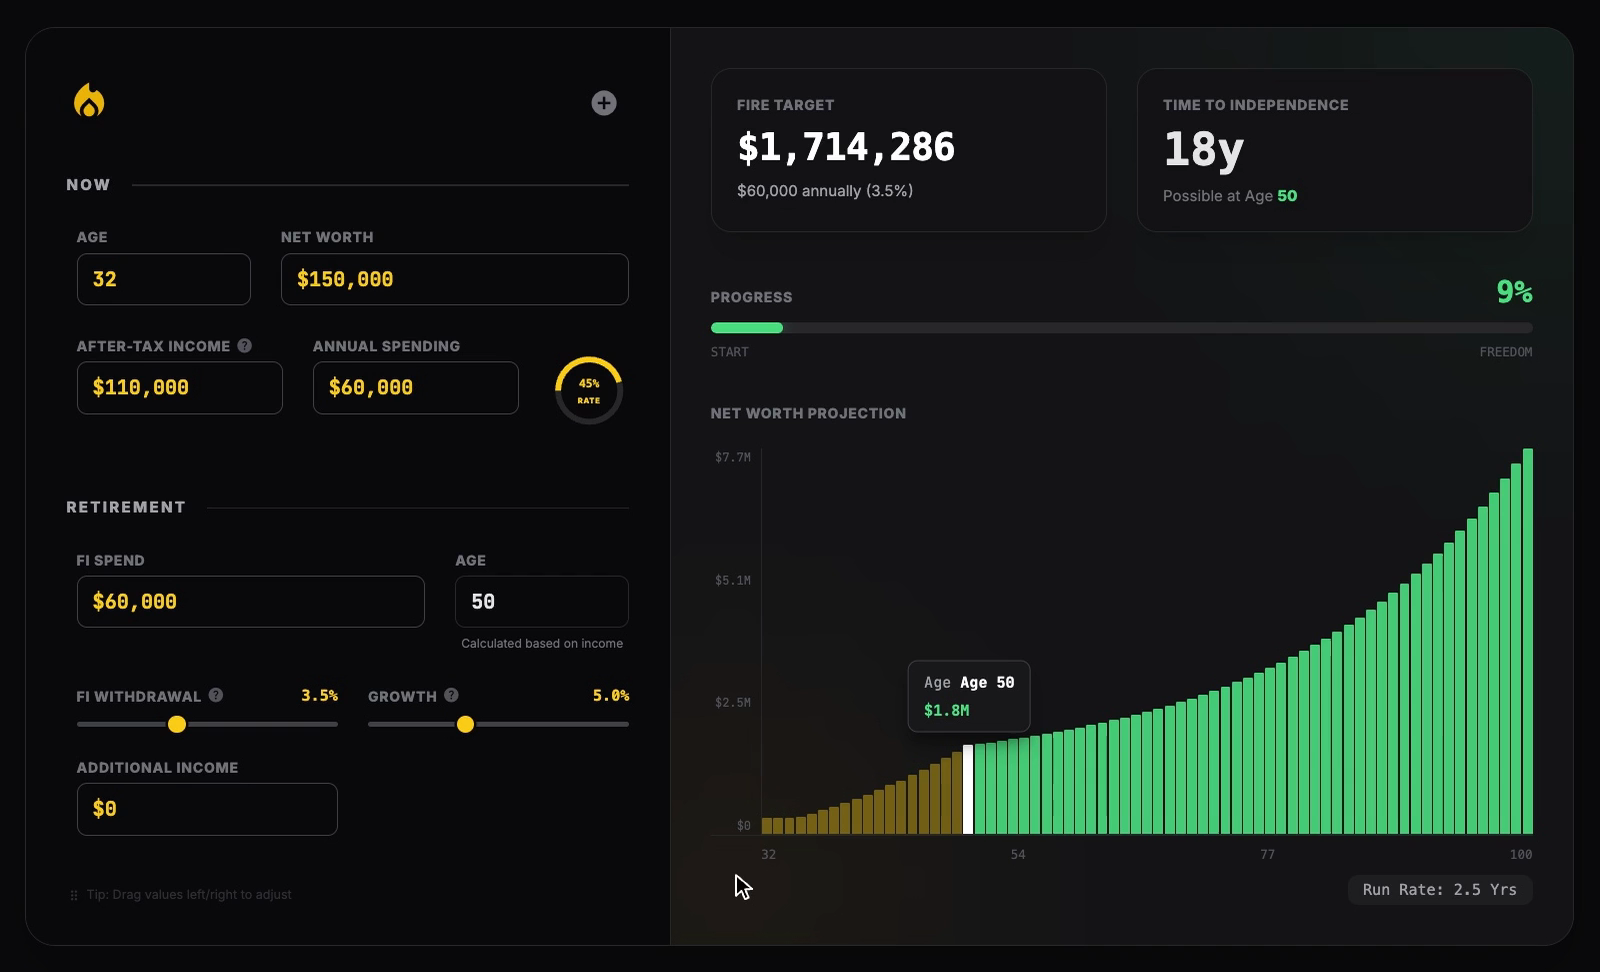 NOW
AGE
32
NET WORTH
$150,000
AFTER-TAX INCOME ?
$110,000
ANNUAL SPENDING
$60,000
45%
RATE
RETIREMENT
FI SPEND
$60,000
AGE
50
Calculated based on income
FI WITHDRAWAL ? 3.5%
GROWTH ? 5.0%
ADDITIONAL INCOME
$0
Tip: Drag values left/right to adjust
FIRE TARGET
$1,714,286
$60,000 annually (3.5%)
TIME TO INDEPENDENCE
18y
Possible at Age 50
PROGRESS 9%
START FREEDOM
NET WORTH PROJECTION
$7.7M
$5.1M
$2.5M
$0
Age Age 50
$1.8M
32 54 77 100
Run Rate: 2.5 Yrs